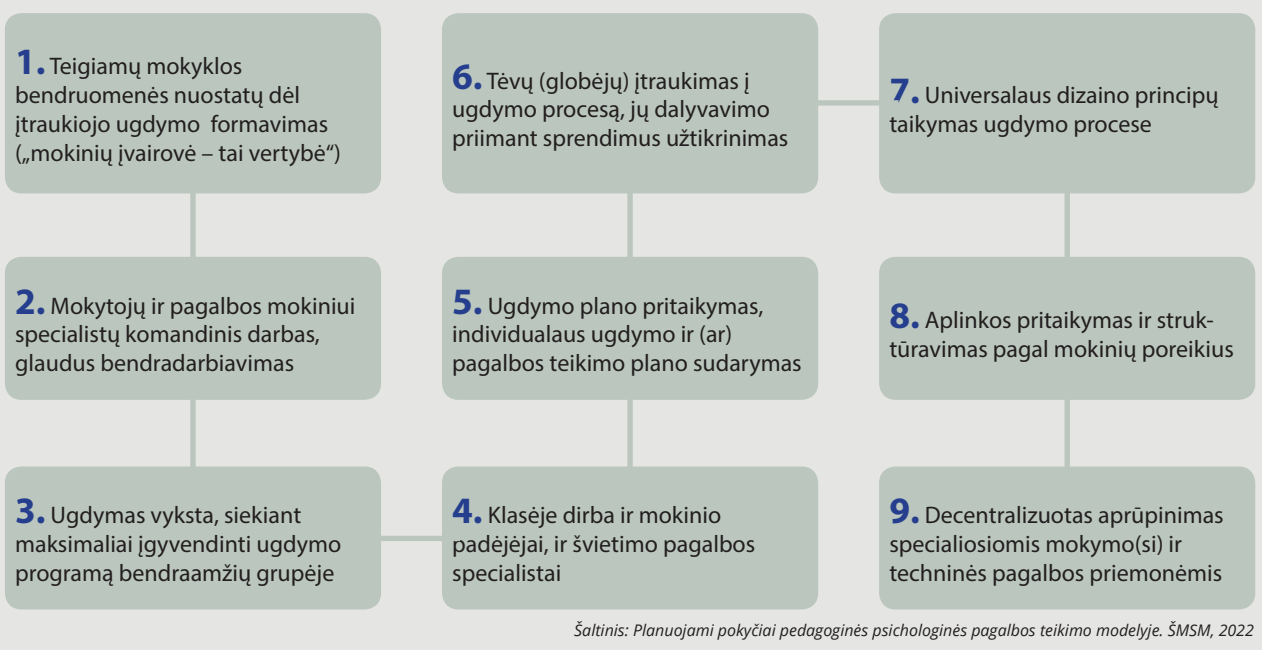 1. Teigiamų mokyklos
bendruomenės nuostatų dėl
įtraukiojo ugdymo formavimas
(„mokinių įvairovė – tai vertybė“)
2. Mokytojų ir pagalbos mokiniui
specialistų komandinis darbas,
glaudus bendradarbiavimas
3. Ugdymas vyksta, siekiant
maksimaliai įgyvendinti ugdymo
programą bendraamžių grupėje
4. Klasėje dirba ir mokinio
padėjėjai, ir švietimo pagalbos
specialistai
5. Ugdymo plano pritaikymas,
individualaus ugdymo ir (ar)
pagalbos teikimo plano sudarymas
6. Tėvų (globėjų) įtraukimas į
ugdymo procesą, jų dalyvavimo
priimant sprendimus užtikrinimas
7. Universalaus dizaino principų
taikymas ugdymo procese
8. Aplinkos pritaikymas ir struk-
tūravimas pagal mokinių poreikius
9. Decentralizuotas aprūpinimas
specialiosiomis mokymo(si) ir
techninės pagalbos priemonėmis
Šaltinis: Planuojami pokyčiai pedagoginės psichologinės pagalbos teikimo modelyje. ŠMSM, 2022